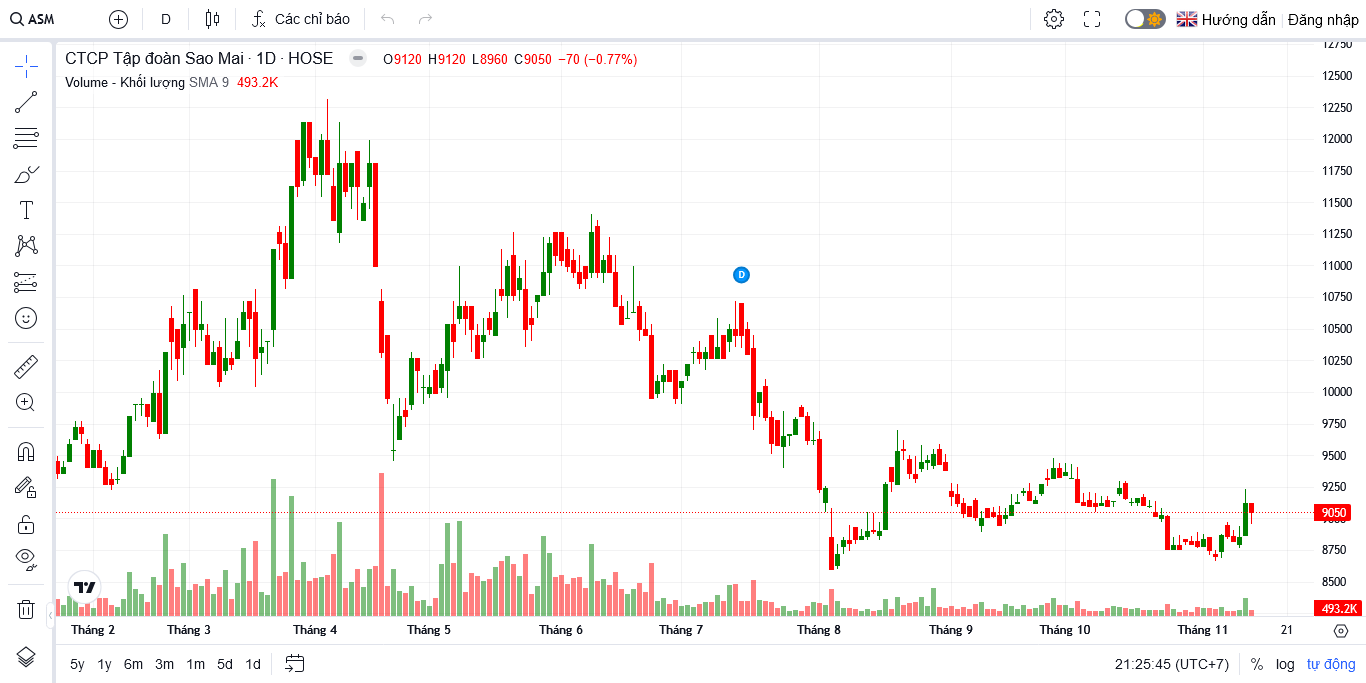 ASM D Các chỉ báo Hướng dẫn Đăng nhập
CTCP Tập đoàn Sao Mai · 1D · HOSE O9120 H9120 L8960 C9050 −70 (−0.77%)
Volume - Khối lượng SMA 9 493.2K
12750
12500
12250
12000
11750
11500
11250
11000
10750
10500
10250
10000
9750
9500
9250
9050
9000
8750
8500
493.2K
D
Tháng 2 Tháng 3 Tháng 4 Tháng 5 Tháng 6 Tháng 7 Tháng 8 Tháng 9 Tháng 10 Tháng 11 21
5y 1y 6m 3m 1m 5d 1d 21:25:45 (UTC+7) % log tự động